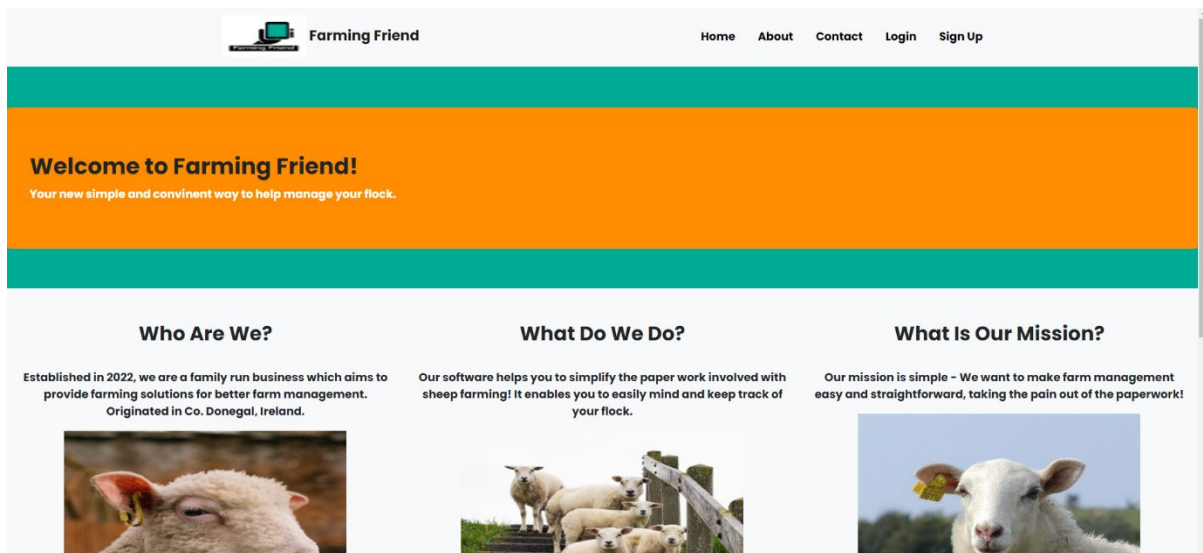 Farming Friend
Farming Friend
Home About Contact Login Sign Up
Welcome to Farming Friend!
Your new simple and convinent way to help manage your flock.
Who Are We?
Established in 2022, we are a family run business which aims to
provide farming solutions for better farm management.
Originated in Co. Donegal, Ireland.
What Do We Do?
Our software helps you to simplify the paper work involved with
sheep farming! It enables you to easily mind and keep track of
your flock.
What Is Our Mission?
Our mission is simple - We want to make farm management
easy and straightforward, taking the pain out of the paperwork!